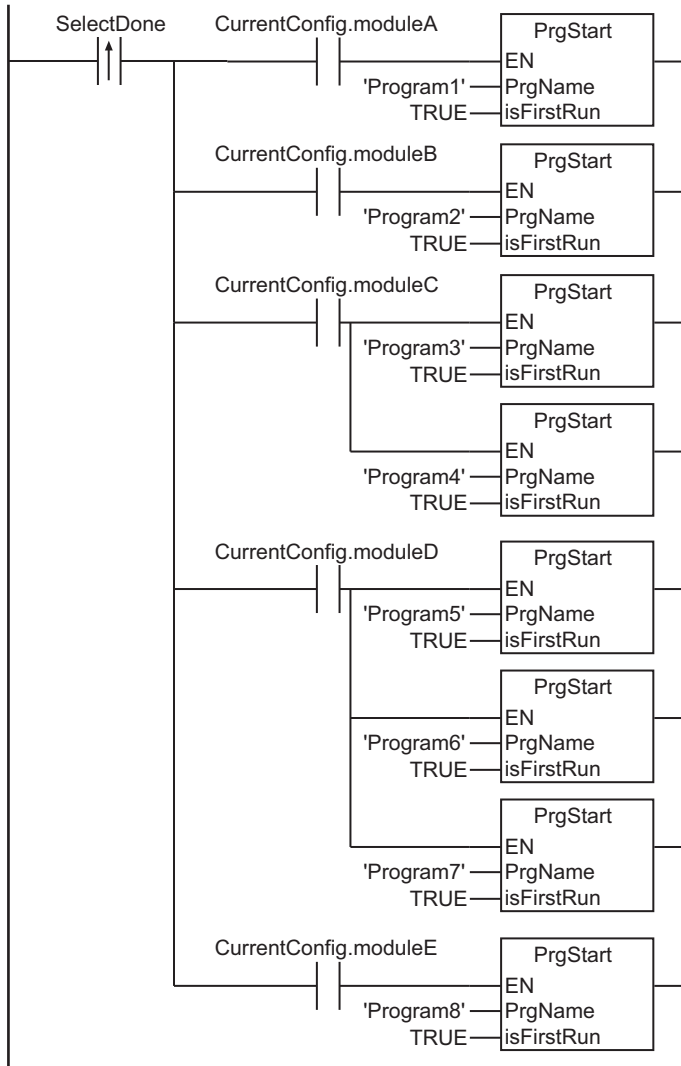 SelectDone
CurrentConfig.moduleA
PrgStart
EN
'Program1' PrgName
TRUE isFirstRun
CurrentConfig.moduleB
PrgStart
EN
'Program2' PrgName
TRUE isFirstRun
CurrentConfig.moduleC
PrgStart
EN
'Program3' PrgName
TRUE isFirstRun
PrgStart
EN
'Program4' PrgName
TRUE isFirstRun
CurrentConfig.moduleD
PrgStart
EN
'Program5' PrgName
TRUE isFirstRun
PrgStart
EN
'Program6' PrgName
TRUE isFirstRun
PrgStart
EN
'Program7' PrgName
TRUE isFirstRun
CurrentConfig.moduleE
PrgStart
EN
'Program8' PrgName
TRUE isFirstRun